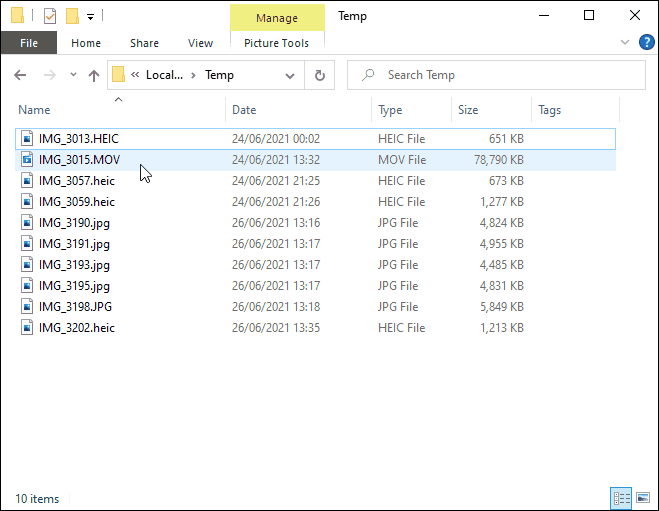 Manage
Temp
File
Home
Share
View
Picture Tools
?
« Local... › Temp
Search Temp
Name Date Type Size Tags
IMG_3013.HEIC 24/06/2021 00:02 HEIC File 651 KB
IMG_3015.MOV 24/06/2021 13:32 MOV File 78,790 KB
IMG_3057.heic 24/06/2021 21:25 HEIC File 673 KB
IMG_3059.heic 24/06/2021 21:26 HEIC File 1,277 KB
IMG_3190.jpg 26/06/2021 13:16 JPG File 4,824 KB
IMG_3191.jpg 26/06/2021 13:17 JPG File 4,955 KB
IMG_3193.jpg 26/06/2021 13:17 JPG File 4,485 KB
IMG_3195.jpg 26/06/2021 13:17 JPG File 4,831 KB
IMG_3198.JPG 26/06/2021 13:18 JPG File 5,849 KB
IMG_3202.heic 26/06/2021 13:35 HEIC File 1,213 KB
10 items